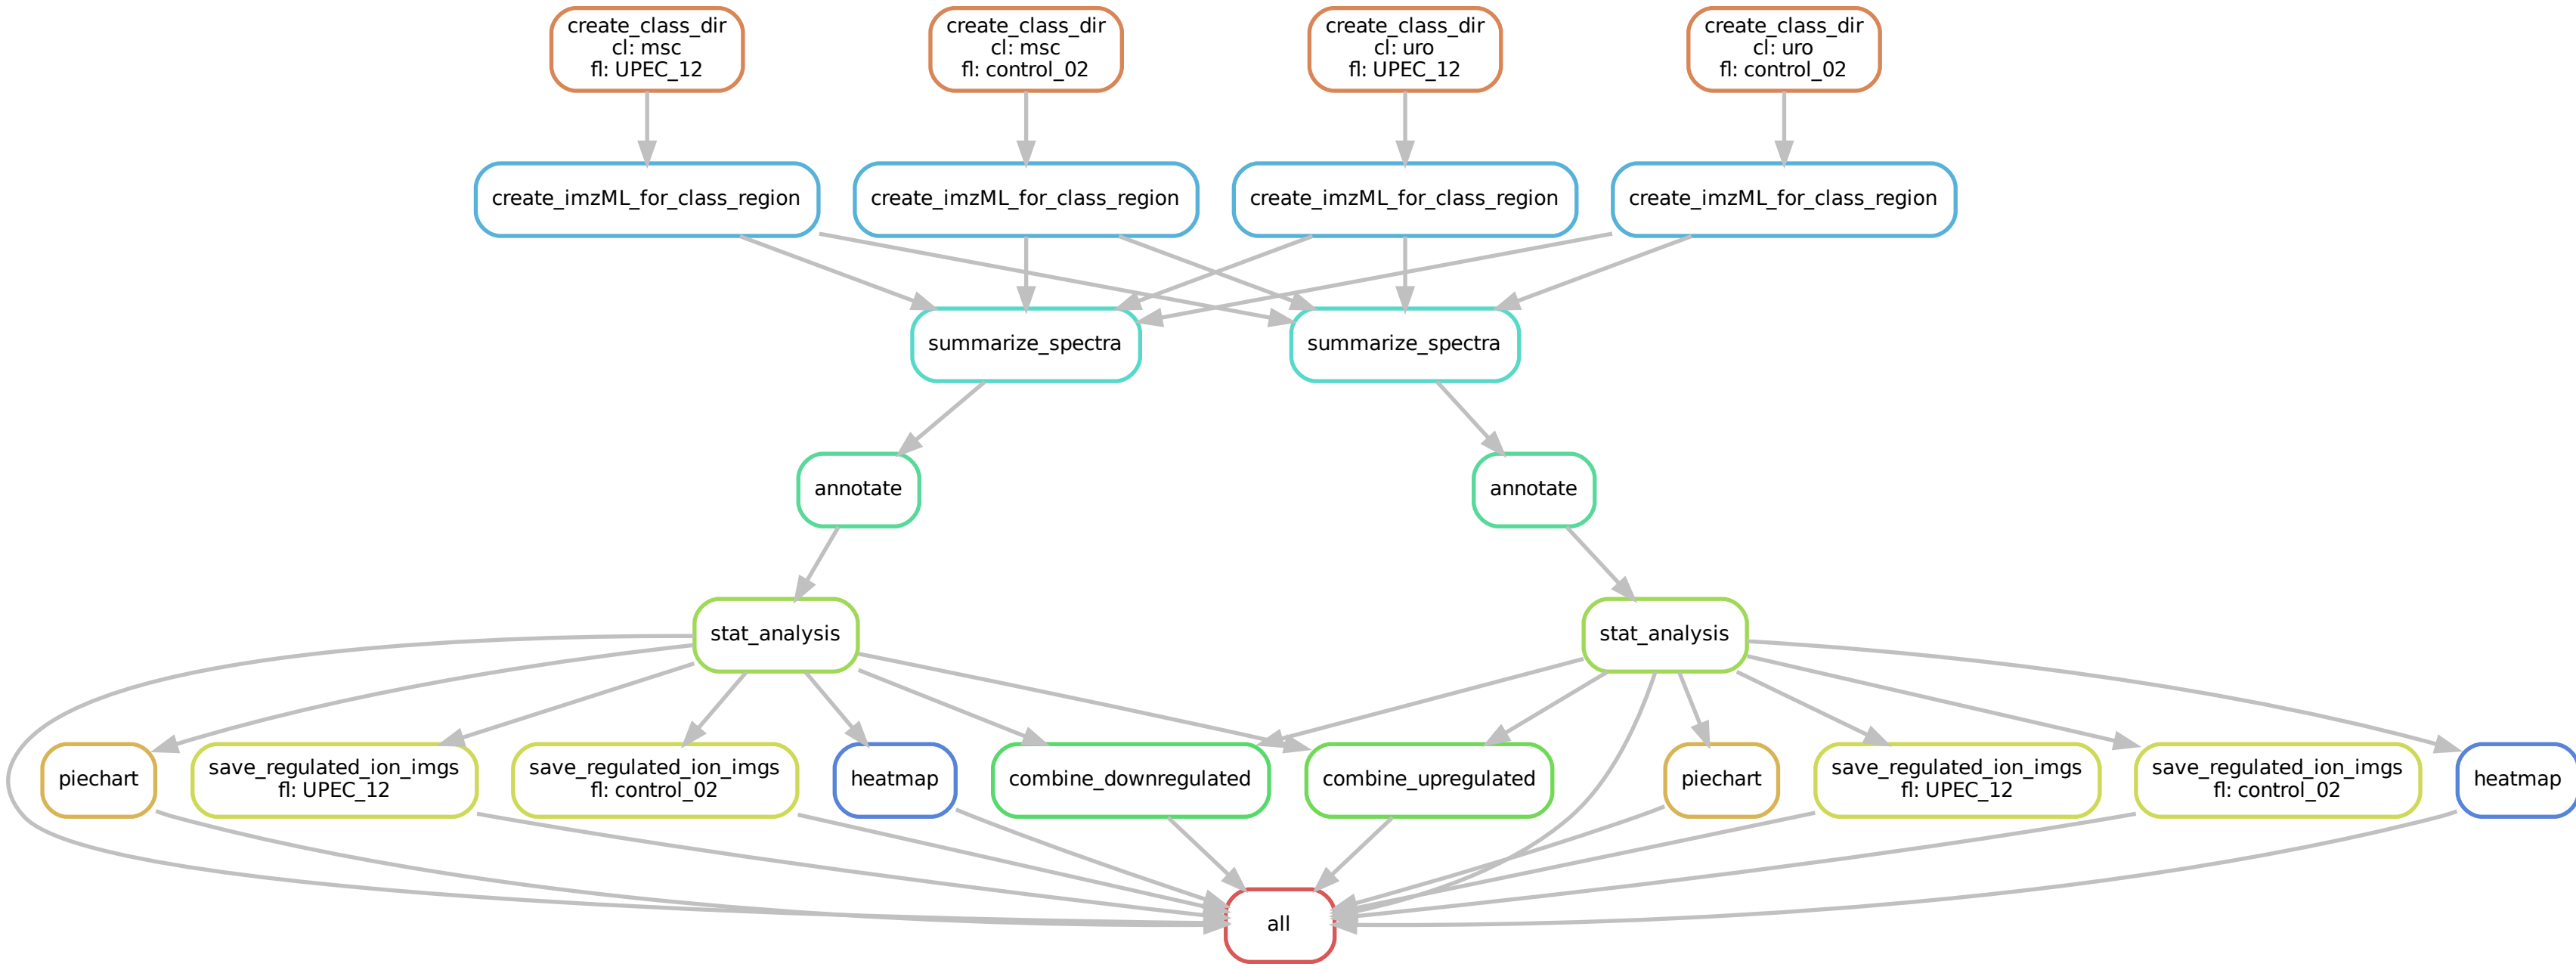 create_class_dir
cl: msc
fl: UPEC_12
create_class_dir
cl: msc
fl: control_02
create_class_dir
cl: uro
fl: UPEC_12
create_class_dir
cl: uro
fl: control_02
create_imzML_for_class_region
create_imzML_for_class_region
create_imzML_for_class_region
create_imzML_for_class_region
summarize_spectra
summarize_spectra
annotate
annotate
stat_analysis
stat_analysis
piechart
save_regulated_ion_imgs
fl: UPEC_12
save_regulated_ion_imgs
fl: control_02
heatmap
combine_downregulated
combine_upregulated
piechart
save_regulated_ion_imgs
fl: UPEC_12
save_regulated_ion_imgs
fl: control_02
heatmap
all